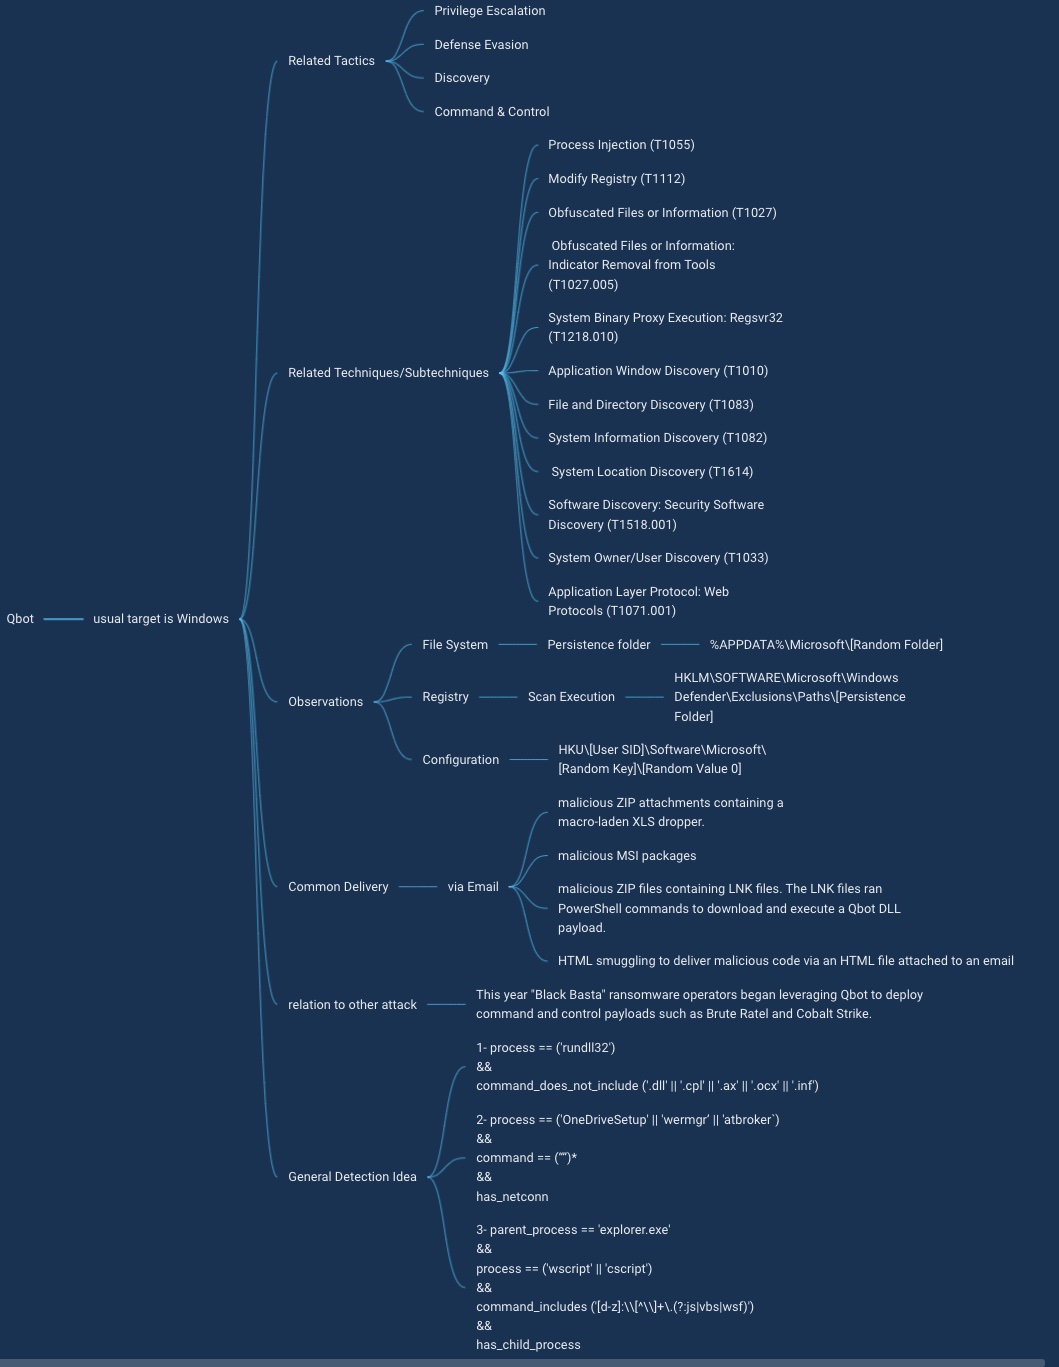 Privilege Escalation
Defense Evasion
Related Tactics
Discovery
Command & Control
Process Injection (T1055)
Modify Registry (T1112)
Obfuscated Files or Information (T1027)
Obfuscated Files or Information:
Indicator Removal from Tools
(T1027.005)
System Binary Proxy Execution: Regsvr32
(T1218.010)
Related Techniques/Subtechniques
Application Window Discovery (T1010)
File and Directory Discovery (T1083)
System Information Discovery (T1082)
System Location Discovery (T1614)
Software Discovery: Security Software
Discovery (T1518.001)
System Owner/User Discovery (T1033)
Application Layer Protocol: Web
Protocols (T1071.001)
Qbot
usual target is Windows
File System
Persistence folder
%APPDATA%\Microsoft\[Random Folder]
Observations
Registry
Scan Execution
HKLM\SOFTWARE\Microsoft\Windows
Defender\Exclusions\Paths\[Persistence
Folder]
Configuration
HKU\[User SID]\Software\Microsoft\
[Random Key]\[Random Value 0]
malicious ZIP attachments containing a
macro-laden XLS dropper.
malicious MSI packages
Common Delivery
via Email
malicious ZIP files containing LNK files. The LNK files ran
PowerShell commands to download and execute a Qbot DLL
payload.
HTML smuggling to deliver malicious code via an HTML file attached to an email
relation to other attack
This year "Black Basta" ransomware operators began leveraging Qbot to deploy
command and control payloads such as Brute Ratel and Cobalt Strike.
1- process == ('rundll32')
&&
command_does_not_include ('.dll' || '.cpl' || '.ax' || '.ocx' || '.inf')
General Detection Idea
2- process == ('OneDriveSetup' || 'wermgr‘ || 'atbroker`)
&&
command == (“”)*
&&
has_netconn
3- parent_process == 'explorer.exe'
&&
process == ('wscript' || 'cscript')
&&
command_includes ('[d-z]:\\[^\\]+\.(?:js|vbs|wsf)')
&&
has_child_process